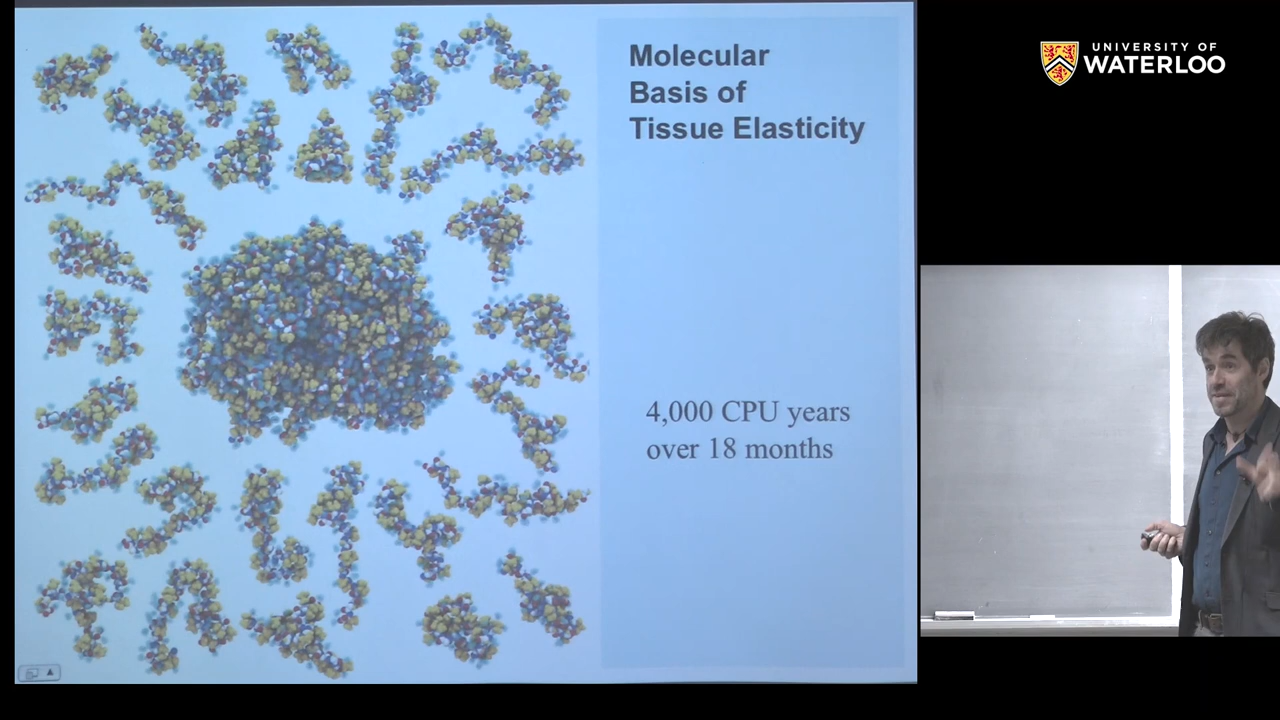 Molecular
Basis of
Tissue Elasticity
4,000 CPU years
over 18 months
UNIVERSITY OF
WATERLOO